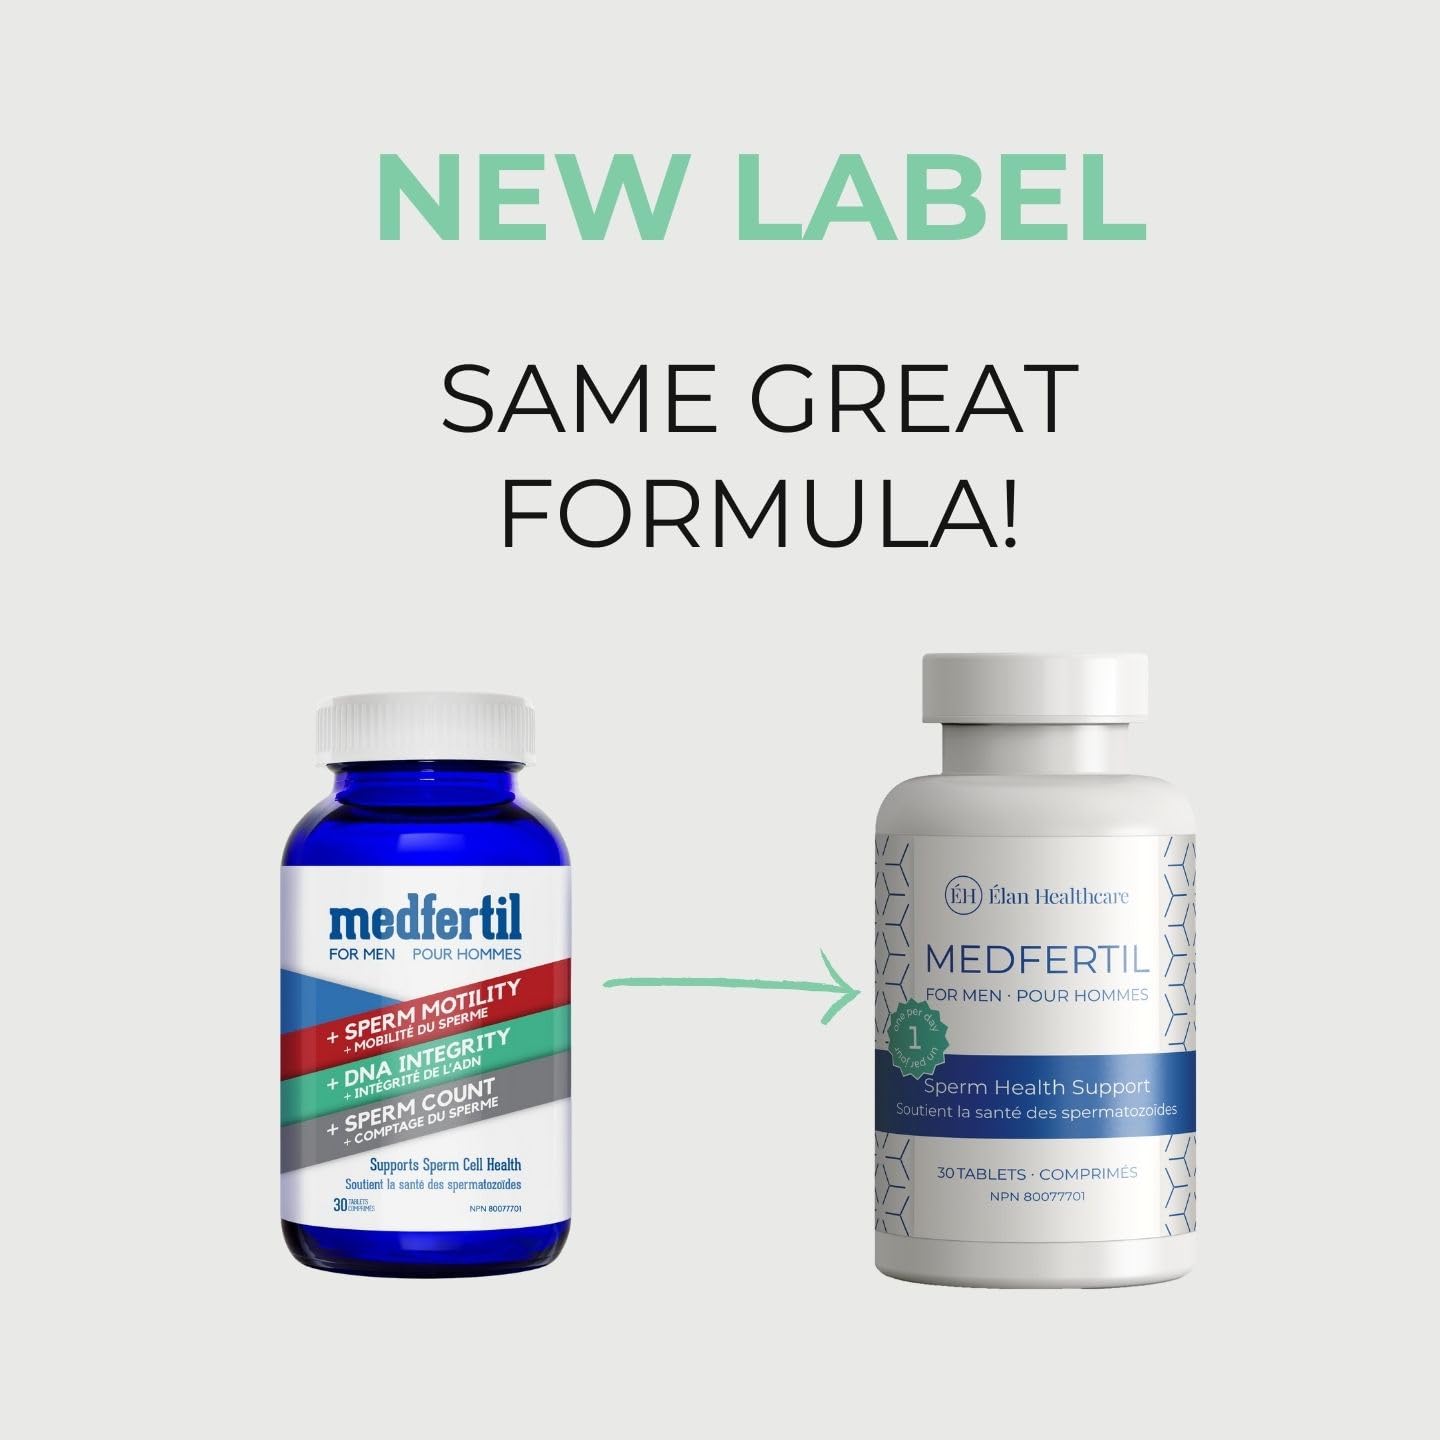 NEW LABEL
SAME GREAT
FORMULA!
medfertil
FOR MEN POUR HOMMES
+ SPERM MOTILITY
+ MOBILITÉ DU SPERME
+ DNA INTEGRITY
+ INTÉGRITÉ DE L'ADN
+ SPERM COUNT
+ COMPTAGE DU SPERME
Supports Sperm Cell Health
Soutient la santé des spermatozoïdes
30 TABLETS
COMPRIMÉS
NPN 80077701
ÉH Élan Healthcare
MEDFERTIL
FOR MEN · POUR HOMMES
one per day
1
un par jour
Sperm Health Support
Soutient la santé des spermatozoïdes
30 TABLETS · COMPRIMÉS
NPN 80077701